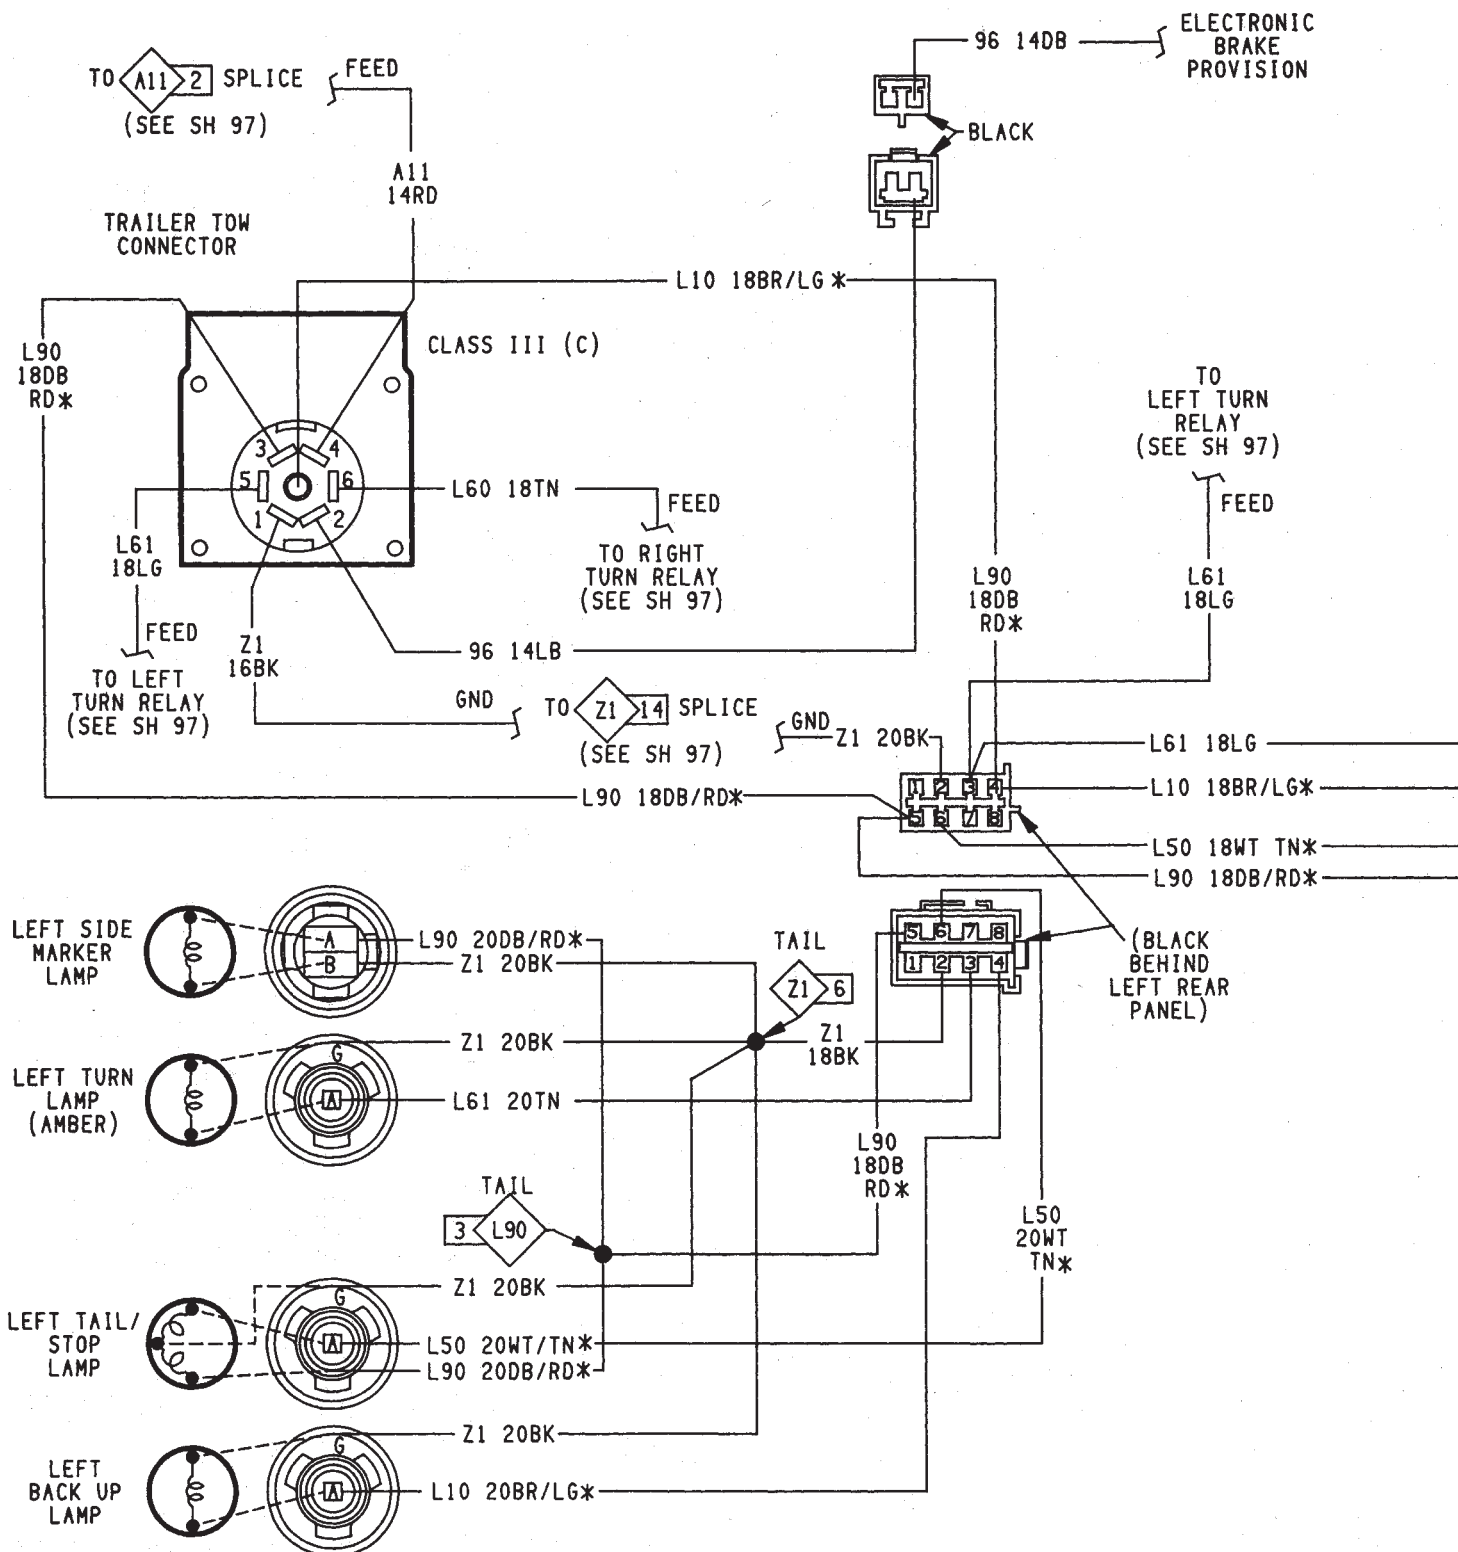 ELECTRONIC
BRAKE
PROVISION
96 14DB
TO A11 2 SPLICE
(SEE SH 97)
FEED
BLACK
A11
14RD
TRAILER TOW
CONNECTOR
L10 18BR/LG*
CLASS III (C)
L90
18DB
RD*
TO
LEFT TURN
RELAY
(SEE SH 97)
FEED
3 4
5 6
1 2
L60 18TN
FEED
TO RIGHT
TURN RELAY
(SEE SH 97)
L61
18LG
FEED
TO LEFT
TURN RELAY
(SEE SH 97)
Z1
16BK
96 14LB
L90
18DB
RD*
L61
18LG
GND
TO Z1 14 SPLICE
(SEE SH 97)
GND
Z1 20BK
L61 18LG
1 2 3 4
L90 18DB/RD*
L10 18BR/LG*
5 6 7 8
L50 18WT TN*
L90 18DB/RD*
LEFT SIDE
MARKER
LAMP
A
B
L90 20DB/RD*
Z1 20BK
TAIL
Z1 6
5 6 7 8
1 2 3 4
(BLACK
BEHIND
LEFT REAR
PANEL)
Z1
18BK
LEFT TURN
LAMP
(AMBER)
G
Z1 20BK
A
L61 20TN
L90
18DB
RD*
TAIL
3 L90
L50
20WT
TN*
LEFT TAIL/
STOP
LAMP
G
Z1 20BK
A
L50 20WT/TN*
L90 20DB/RD*
LEFT
BACK UP
LAMP
G
Z1 20BK
A
L10 20BR/LG*